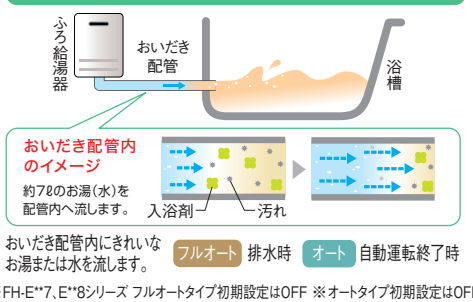 ふろ給湯器
おいだき
配管
浴槽
おいだき配管内
のイメージ
約7ℓのお湯(水)を
配管内へ流します。
入浴剤
汚れ
おいだき配管内にきれいな
お湯または水を流します。
フルオート 排水時 オート 自動運転終了時
FH-E**7、E**8シリーズ フルオートタイプ初期設定はOFF ※オートタイプ初期設定はOFF